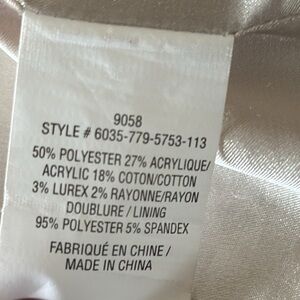 9058
STYLE # 6035-779-5753-113
50% POLYESTER 27% ACRYLIQUE/
ACRYLIC 18% COTON/COTTON
3% LUREX 2% RAYONNE/RAYON
DOUBLURE / LINING
95% POLYESTER 5% SPANDEX
FABRIQUÉ EN CHINE /
MADE IN CHINA